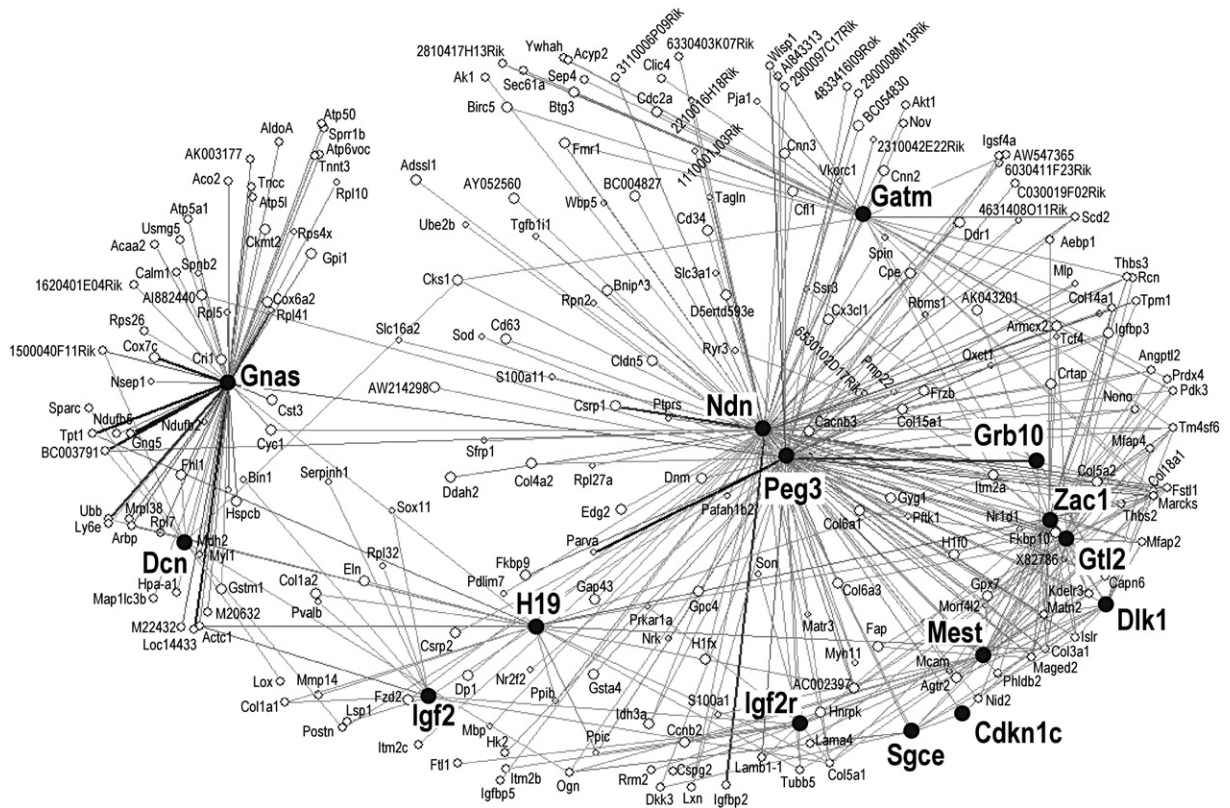 2810417H13Rik
Ywhah
Acyp2
3110006P09Rik
6330403K07Rik
Wisp1
AI843313
2900097C17Rik
4833416I09Rok
2900008M13Rik
Ak1
Sec61a
Sep4
Clic4
Btg3
Cdc2a
2210016H18Rik
Pja1
BC054830
Akt1
Birc5
Nov
Atp50
Sprr1b
AldoA
Atp6voc
Tnnt3
AK003177
Fmr1
1110001J03Rik
Cnn3
2310042E22Rik
Igsf4a
AW547365
6030411F23Rik
Aco2
Tncc
Atp5l
Rpl10
Adssl1
AY052560
BC004827
Vkorc1
Cnn2
C030019F02Rik
Wbp5
Tagln
Cfl1
Gatm
4631408O11Rik
Atp5a1
Usmg5
Ckmt2
Rps4x
Ube2b
Tgfb1i1
Cd34
Ddr1
Scd2
Acaa2
Spnb2
Gpi1
Spin
Aebp1
Calm1
1620401E04Rik
Cks1
Slc3a1
Cpe
Mlp
Thbs3
Rcn
AI882440
Cox6a2
Rpl5
Rpl41
Bnip^3
Rpn2
D5ertd593e
Ssr3
Rbms1
AK043201
Col14a1
Tpm1
Rps26
Slc16a2
Sod
Cd63
Cx3cl1
Armcx2
Tcf4
Igfbp3
1500040F11Rik
Cox7c
Cri1
Cldn5
Ryr3
6530102D17Rik
Pmp22
Oxct1
Angptl2
Prdx4
Pdk3
Nsep1
Gnas
AW214298
S100a11
Frzb
Crtap
Nono
Sparc
Ndufb5
Ndufb2
Cst3
Csrp1
Ptprs
Ndn
Cacnb3
Col15a1
Grb10
Tm4sf6
Tpt1
Gng5
Cyc1
Mfap4
BC003791
Sfrp1
Col5a2
Col18a1
Fhl1
Bin1
Serpinh1
Ddah2
Col4a2
Rpl27a
Dnm
Peg3
Itm2a
Fstl1
Marcks
Ubb
Ly6e
Mrpl38
Rpl7
Arbp
Hspcb
Sox11
Edg2
Pafah1b2
Gyg1
Pftk1
Zac1
Nr1d1
Thbs2
Mdh2
Myl1
Dcn
Parva
Col6a1
Fkbp10
Gtl2
Mfap2
Rpl32
Eln
Fkbp9
Son
H1f0
X82786
Hpa-a1
Gstm1
Col1a2
Pdlim7
Gap43
Col6a3
Gpx7
Kdelr3
Capn6
Map1lc3b
M20632
Pvalb
H19
Gpc4
Morf4l2
Matn2
Dlk1
M22432
Loc14433
Actc1
Csrp2
Prkar1a
Nrk
Matr3
Fap
Mest
Islr
Col3a1
Maged2
H1fx
Myn11
Mcam
Phldb2
Lox
Mmp14
Dp1
Nr2f2
Gsta4
AC002397
Agtr2
Nid2
Col1a1
Fzd2
Ppib
S100a1
Igf2r
Hnrpk
Postn
Lsp1
Igf2
Mbp
Idh3a
Sgce
Cdkn1c
Itm2c
Hk2
Ppic
Ccnb2
Lama4
Ftl1
Itm2b
Igfbp5
Ogn
Rrm2
Cspg2
Lamb1-1
Tubb5
Col5a1
Dkk3
Lxn
Igfbp2